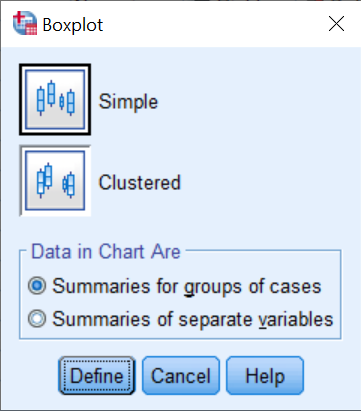 Boxplot
Simple
Clustered
Data in Chart Are
Summaries for groups of cases
Summaries of separate variables
Define Cancel Help